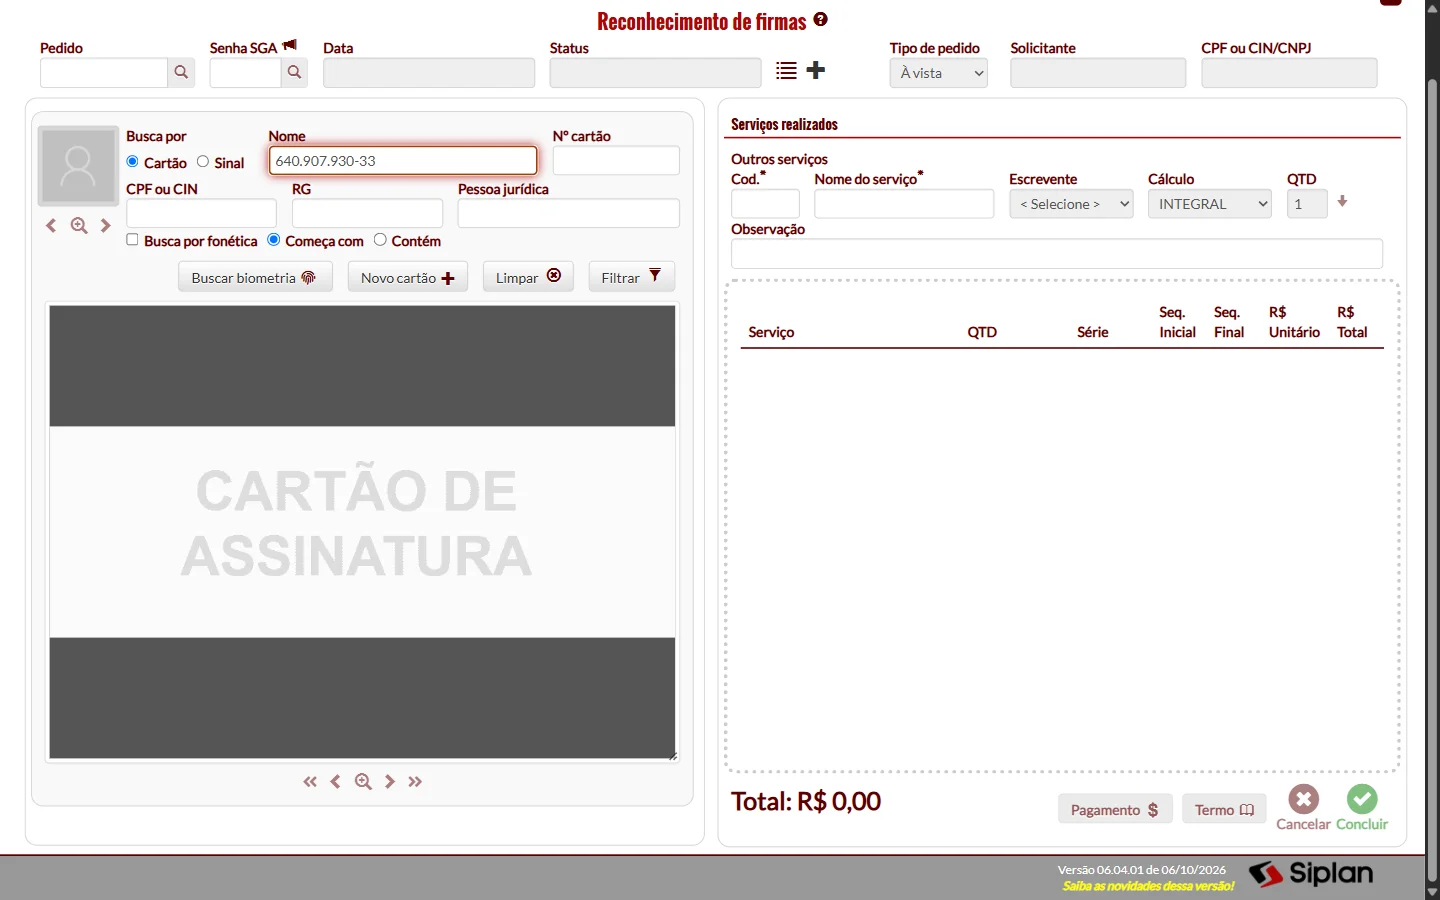 Reconhecimento de firmas
Pedido
Senha SGA
Data
Status
Tipo de pedido
Solicitante
CPF ou CIN/CNPJ
À vista
Busca por
Cartão
Sinal
Nome
640.907.930-33
Nº cartão
CPF ou CIN
RG
Pessoa jurídica
Busca por fonética
Começa com
Contém
Buscar biometria
Novo cartão
Limpar
Filtrar
CARTÃO DE
ASSINATURA
Serviços realizados
Outros serviços
Cod.*
Nome do serviço*
Escrevente
Cálculo
QTD
< Selecione >
INTEGRAL
1
Observação
Serviço
QTD
Série
Seq. Inicial
Seq. Final
R$ Unitário
R$ Total
Total: R$ 0,00
Pagamento
Termo
Cancelar
Concluir
Versão 06.04.01 de 06/10/2026
Saiba as novidades dessa versão!
Siplan